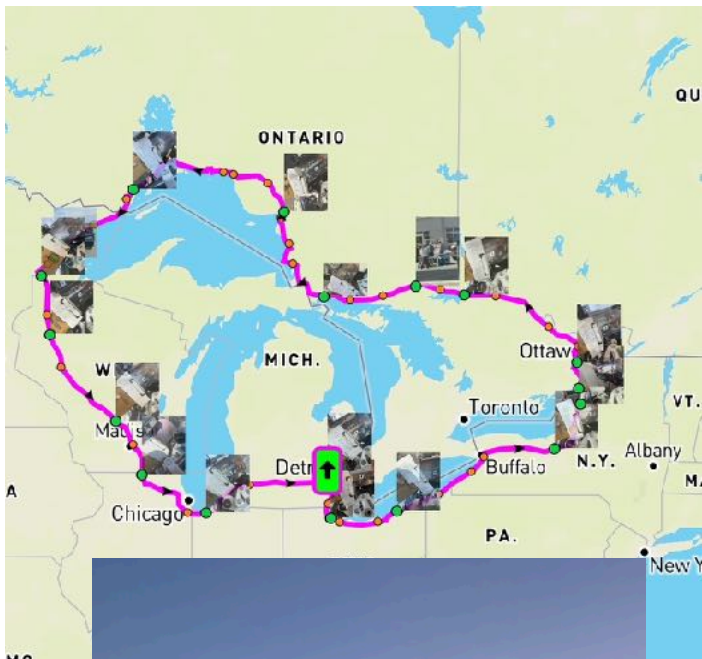 QU
ONTARIO
Ottaw
MICH.
W
Toronto
VT.
Madis
Detr
Buffalo
N.Y.
Albany
A
MA
Chicago
PA.
New Y
MO